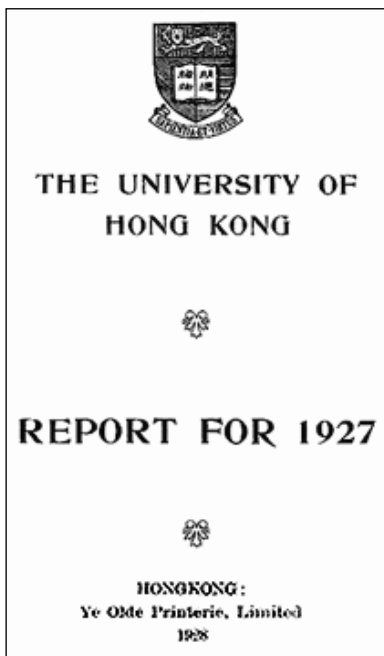 THE UNIVERSITY OF
HONG KONG
REPORT FOR 1927
HONGKONG:
Ye Olde Printerie, Limited
1928